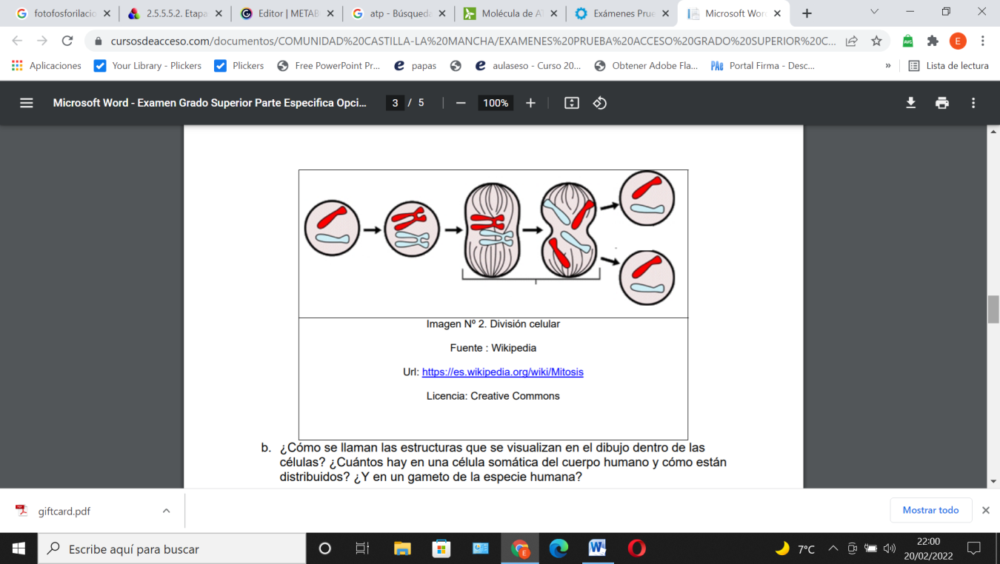 fotofosforilacio
2.5.5.5.2. Etapa
Editor | METAB
atp - Búsqueda
Molécula de AT
Exámenes Prue
Microsoft Wor
cursosdeacceso.com/documentos/COMUNIDAD%20CASTILLA-LA%20MANCHA/EXAMENES%20PRUEBA%20ACCESO%20GRADO%20SUPERIOR%20C...
E
Aplicaciones
Your Library - Plickers
Plickers
Free PowerPoint Pr...
papas
aulaseso - Curso 20...
Obtener Adobe Fla...
PAe
Portal Firma - Desc...
»
Lista de lectura
Microsoft Word - Examen Grado Superior Parte Especifica Opci...
3 / 5
100%
Imagen Nº 2. División celular
Fuente : Wikipedia
Url: https://es.wikipedia.org/wiki/Mitosis
Licencia: Creative Commons
b. ¿Cómo se llaman las estructuras que se visualizan en el dibujo dentro de las
células? ¿Cuántos hay en una célula somática del cuerpo humano y cómo están
distribuidos? ¿Y en un gameto de la especie humana?
giftcard.pdf
Mostrar todo
Escribe aquí para buscar
7°C
22:00
20/02/2022